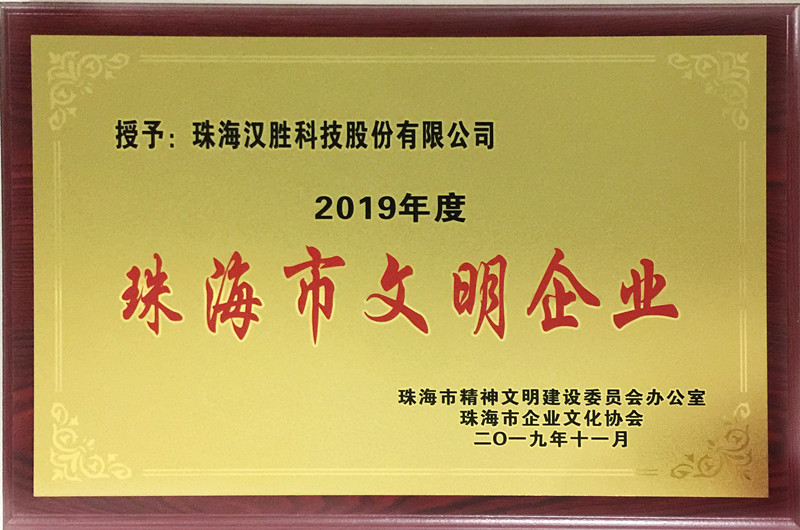 授予：珠海汉胜科技股份有限公司
2019年度
珠海市文明企业
珠海市精神文明建设委员会办公室
珠海市企业文化协会
二〇一九年十一月